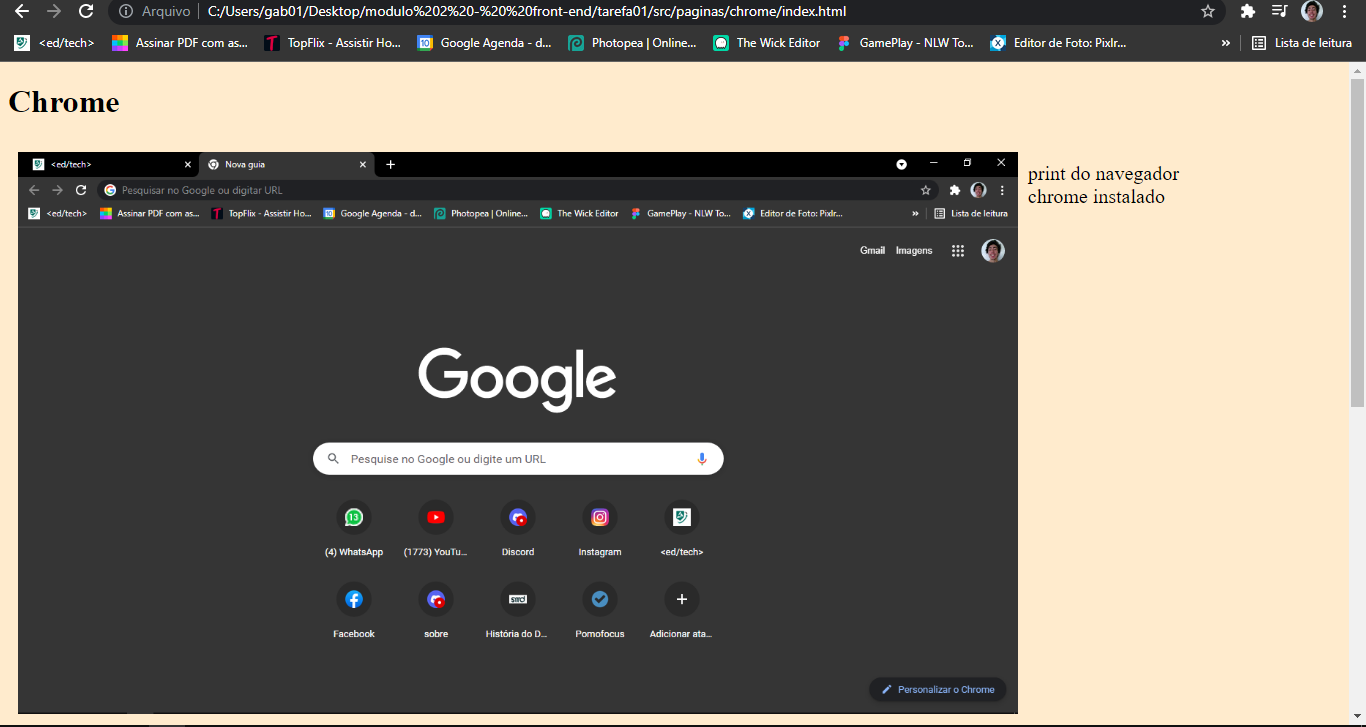 Arquivo C:/Users/gab01/Desktop/modulo%202%20-%20%20front-end/tarefa01/src/paginas/chrome/index.html
<ed/tech> Assinar PDF com as... TopFlix - Assistir Ho... Google Agenda - d... Photopea | Online... The Wick Editor GamePlay - NLW To... Editor de Foto: Pixlr... » Lista de leitura
Chrome
<ed/tech> Nova guia
print do navegador
chrome instalado
Pesquisar no Google ou digitar URL
<ed/tech> Assinar PDF com as... TopFlix - Assistir Ho... Google Agenda - d... Photopea | Online... The Wick Editor GamePlay - NLW To... Editor de Foto: Pixlr... » Lista de leitura
Gmail Imagens
Google
Pesquise no Google ou digite um URL
13
(4) WhatsApp (1773) YouTu... Discord Instagram <ed/tech>
Facebook sobre História do D... Pomofocus Adicionar ata...
Personalizar o Chrome